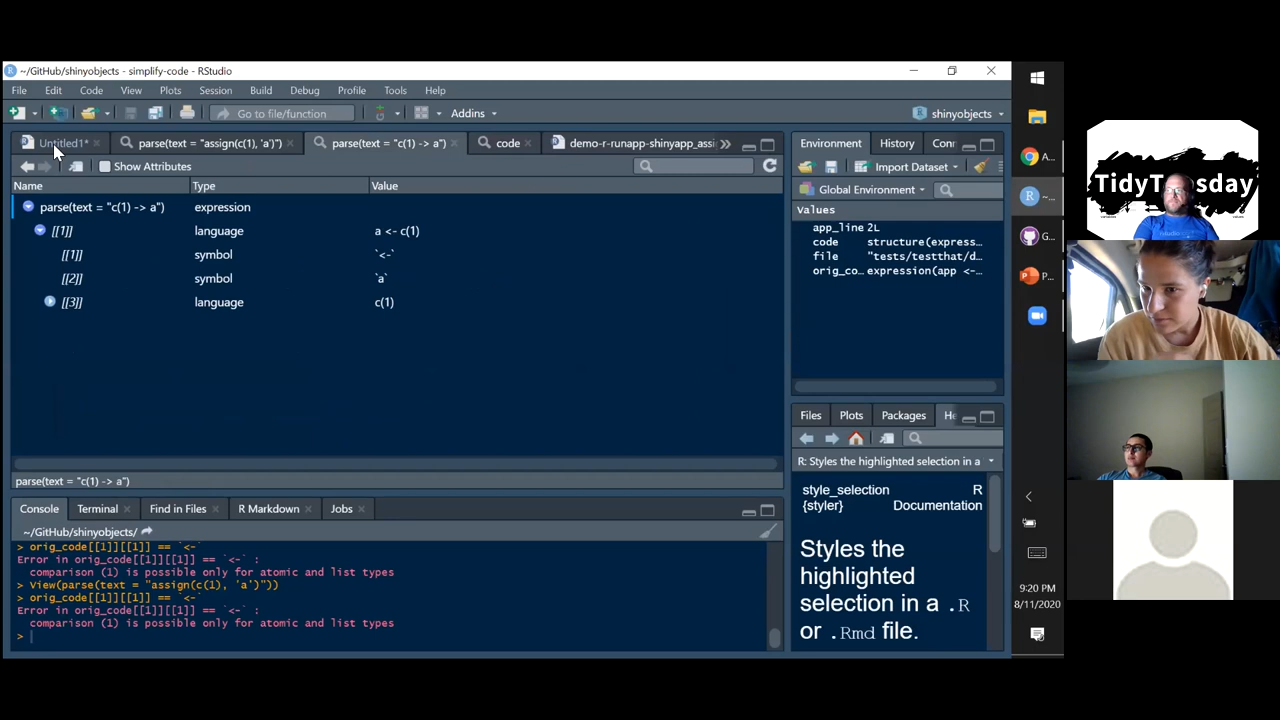 ~/GitHub/shinyobjects - simplify-code - RStudio
File Edit Code View Plots Session Build Debug Profile Tools Help
Go to file/function Addins shinyobjects
Untitled1* parse(text = "assign(c(1), 'a')") parse(text = "c(1) -> a") code demo-r-runapp-shinyapp_assi
Show Attributes
Name Type Value
parse(text = "c(1) -> a") expression
[[1]] language a <- c(1)
[[1]] symbol `<-`
[[2]] symbol `a`
[[3]] language c(1)
parse(text = "c(1) -> a")
Console Terminal Find in Files R Markdown Jobs
~/GitHub/shinyobjects/
> orig_code[[1]][[1]] == `<-`
Error in orig_code[[1]][[1]] == `<-` :
comparison (1) is possible only for atomic and list types
> View(parse(text = "assign(c(1), 'a')"))
> orig_code[[1]][[1]] == `<-`
Error in orig_code[[1]][[1]] == `<-` :
comparison (1) is possible only for atomic and list types
>
Environment History Conn
Import Dataset
Global Environment
Values
app_line 2L
code structure(express…
file "tests/testthat/d…
orig_co… expression(app <-…
Files Plots Packages He
R: Styles the highlighted selection in a
style_selection {styler} R Documentation
Styles the
highlighted
selection in a .R
or .Rmd file.
A...
~...
G...
P...
9:20 PM
8/11/2020
TidyTuesday